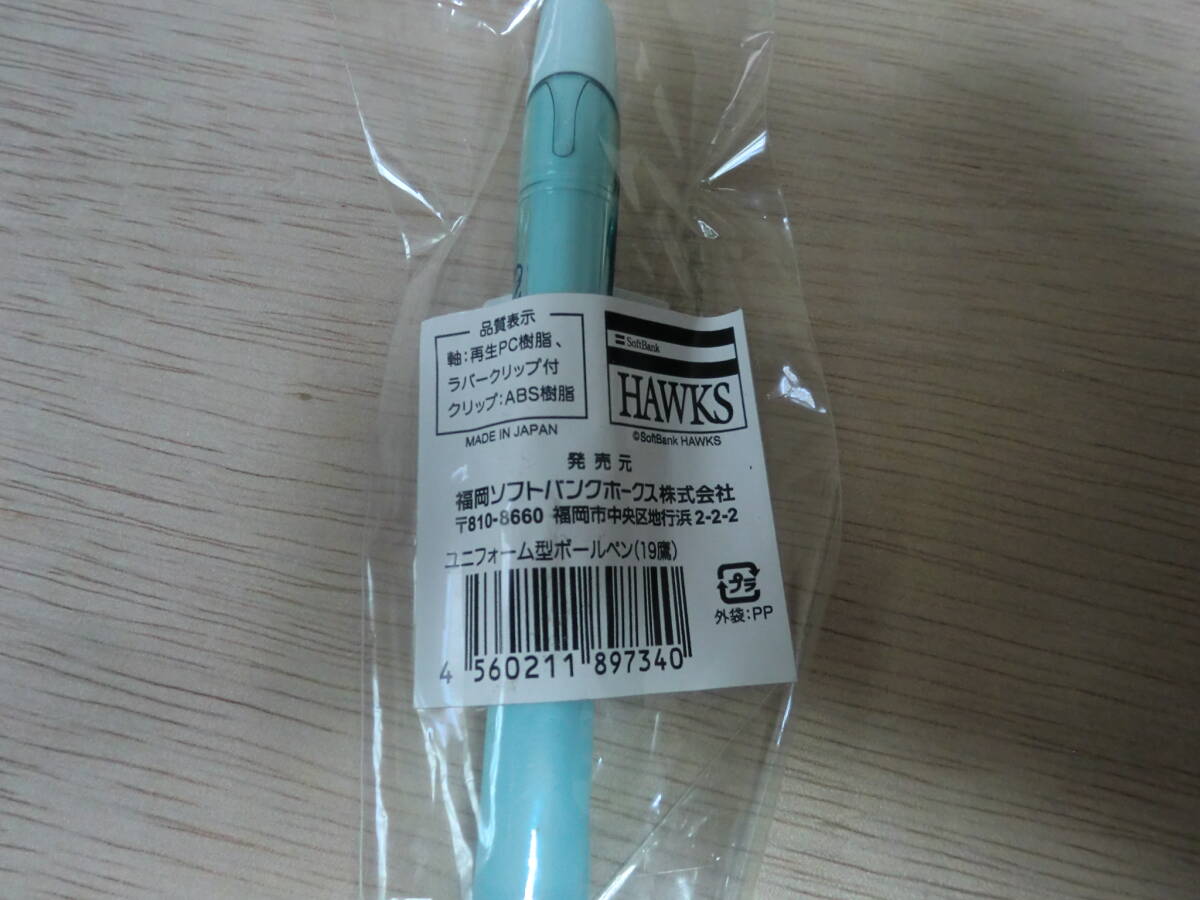 2
品質表示
軸:再生PC樹脂、
ラバークリップ付
クリップ:ABS樹脂
MADE IN JAPAN
SoftBank
HAWKS
©SoftBank HAWKS
発売元
福岡ソフトバンクホークス株式会社
〒810-8660 福岡市中央区地行浜2-2-2
ユニフォーム型ボールペン(19鷹)
4 560211 897340
プラ
外袋:PP